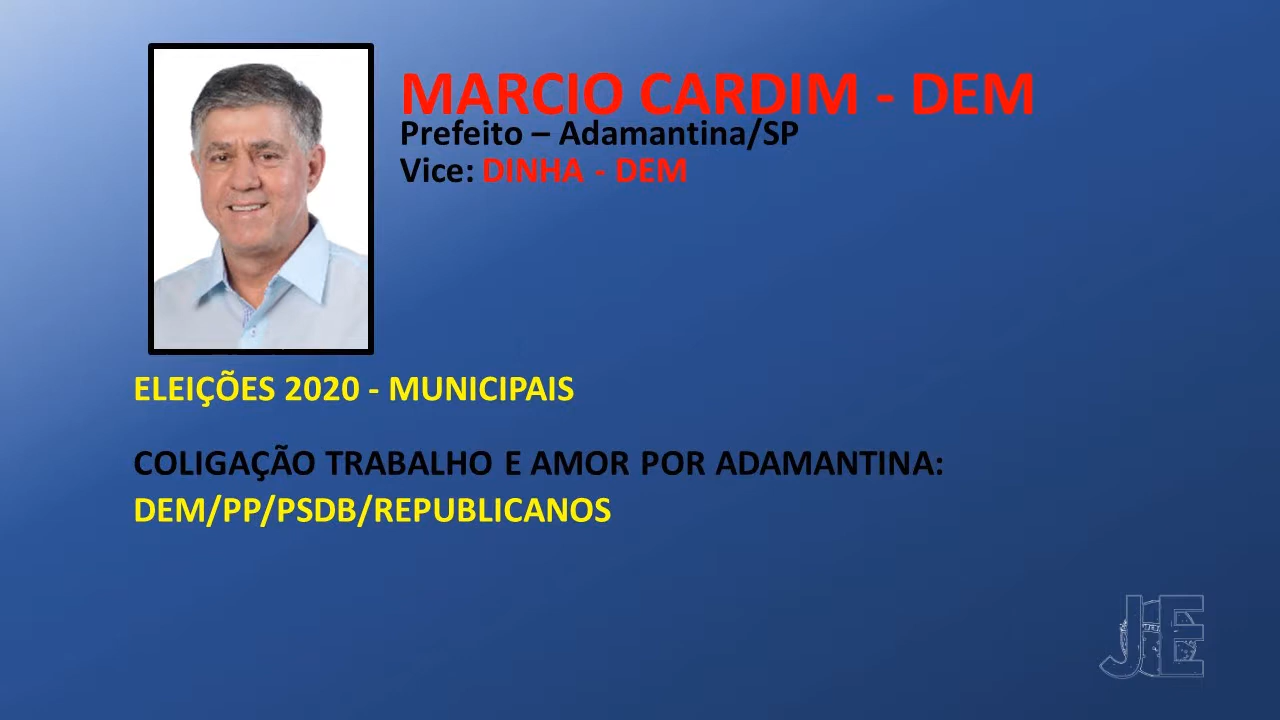 MARCIO CARDIM - DEM
Prefeito – Adamantina/SP
Vice: DINHA - DEM
ELEIÇÕES 2020 - MUNICIPAIS
COLIGAÇÃO TRABALHO E AMOR POR ADAMANTINA:
DEM/PP/PSDB/REPUBLICANOS
JE